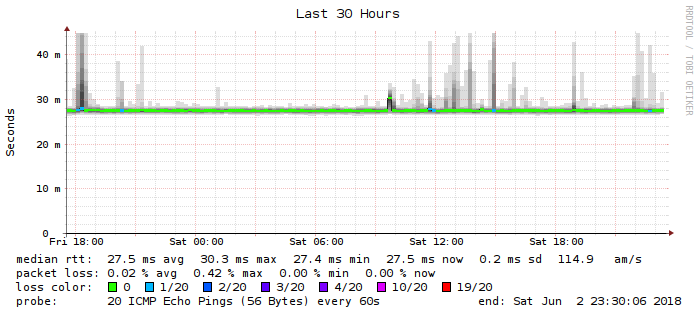 Last 30 Hours
RRDTOOL / TOBI OETIKER
Seconds
40 m
30 m
20 m
10 m
0
Fri 18:00 Sat 00:00 Sat 06:00 Sat 12:00 Sat 18:00
median rtt: 27.5 ms avg 30.3 ms max 27.4 ms min 27.5 ms now 0.2 ms sd 114.9 am/s
packet loss: 0.02 % avg 0.42 % max 0.00 % min 0.00 % now
loss color: 0 1/20 2/20 3/20 4/20 10/20 19/20
probe: 20 ICMP Echo Pings (56 Bytes) every 60s end: Sat Jun 2 23:30:06 2018